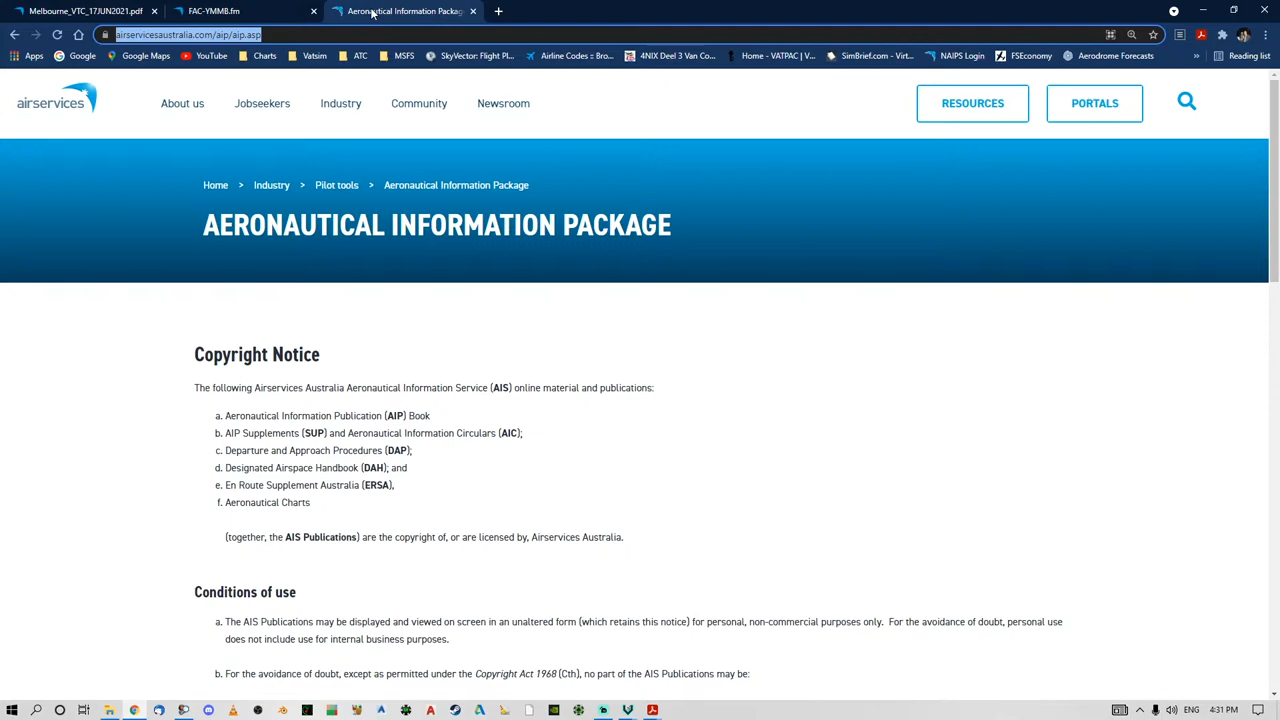 Melbourne_VTC_17JUN2021.pdf
FAC-YMMB.fm
Aeronautical Information Package
airservicesaustralia.com/aip/aip.asp
Apps
Google
Google Maps
YouTube
Charts
Vatsim
ATC
MSFS
SkyVector: Flight Pl...
Airline Codes :: Bro...
4NIX Deel 3 Van Co...
Home - VATPAC | V...
SimBrief.com - Virt...
NAIPS Login
FSEconomy
Aerodrome Forecasts
»
Reading list
airservices
About us
Jobseekers
Industry
Community
Newsroom
RESOURCES
PORTALS
Home > Industry > Pilot tools > Aeronautical Information Package
AERONAUTICAL INFORMATION PACKAGE
Copyright Notice
The following Airservices Australia Aeronautical Information Service (AIS) online material and publications:
a. Aeronautical Information Publication (AIP) Book
b. AIP Supplements (SUP) and Aeronautical Information Circulars (AIC);
c. Departure and Approach Procedures (DAP);
d. Designated Airspace Handbook (DAH); and
e. En Route Supplement Australia (ERSA),
f. Aeronautical Charts
(together, the AIS Publications) are the copyright of, or are licensed by, Airservices Australia.
Conditions of use
a. The AIS Publications may be displayed and viewed on screen in an unaltered form (which retains this notice) for personal, non-commercial purposes only. For the avoidance of doubt, personal use
does not include use for internal business purposes.
b. For the avoidance of doubt, except as permitted under the Copyright Act 1968 (Cth), no part of the AIS Publications may be:
ENG
4:31 PM